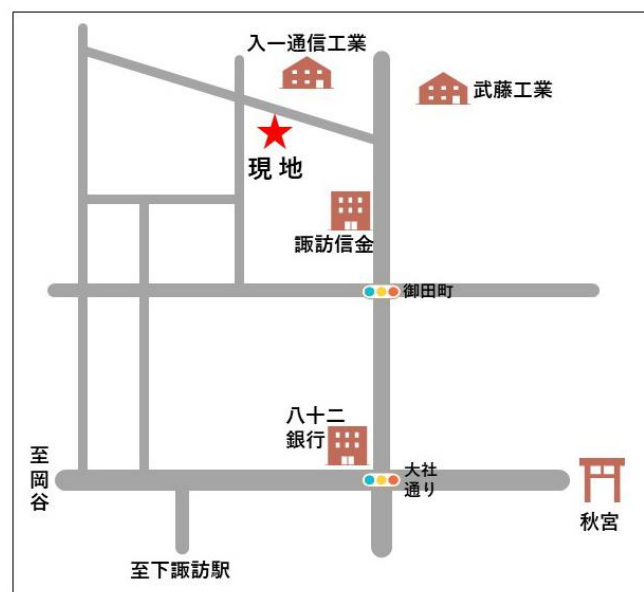 入一通信工業
武藤工業
現地
諏訪信金
御田町
八十二
銀行
大社
通り
至岡谷
秋宮
至下諏訪駅